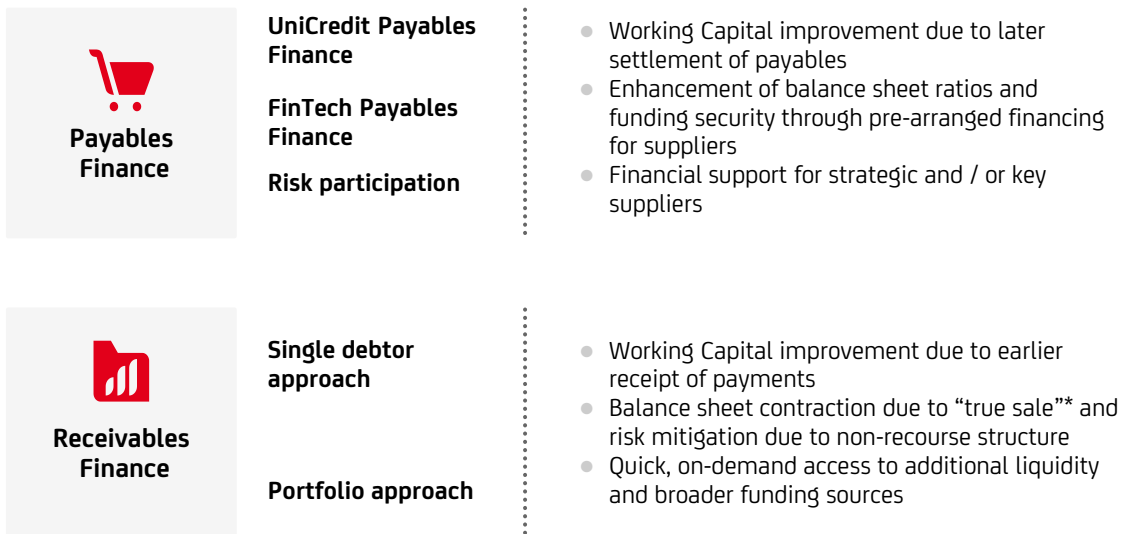 Payables
Finance
UniCredit Payables
Finance
FinTech Payables
Finance
Risk participation
● Working Capital improvement due to later
settlement of payables
● Enhancement of balance sheet ratios and
funding security through pre-arranged financing
for suppliers
● Financial support for strategic and / or key
suppliers
Receivables
Finance
Single debtor
approach
Portfolio approach
● Working Capital improvement due to earlier
receipt of payments
● Balance sheet contraction due to “true sale”* and
risk mitigation due to non-recourse structure
● Quick, on-demand access to additional liquidity
and broader funding sources